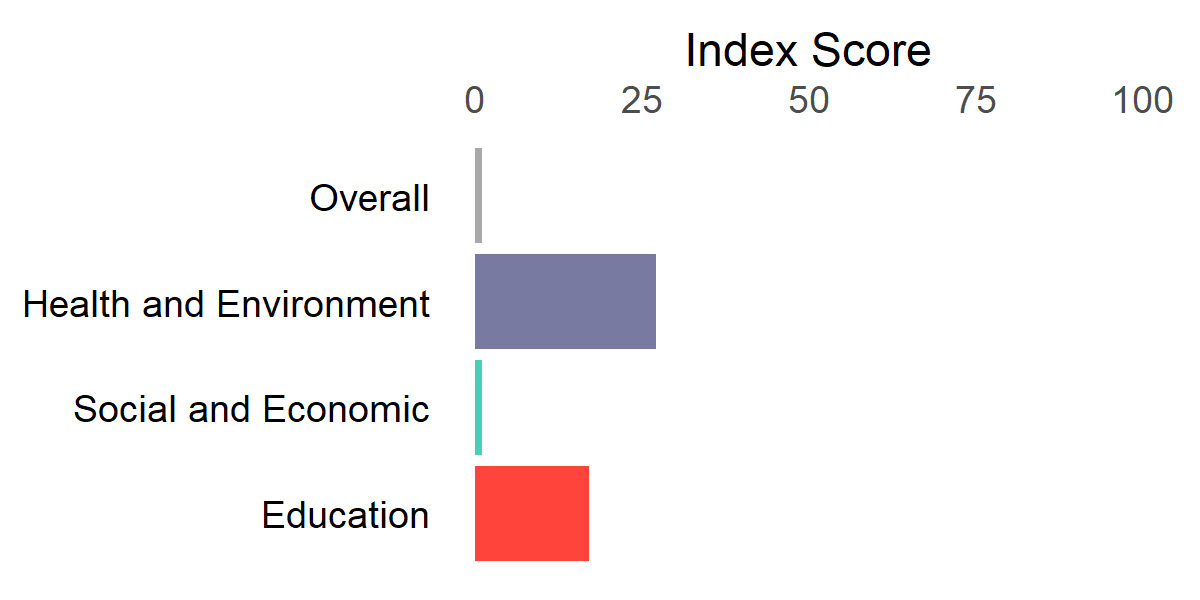 Index Score
0 25 50 75 100
Overall
Health and Environment
Social and Economic
Education